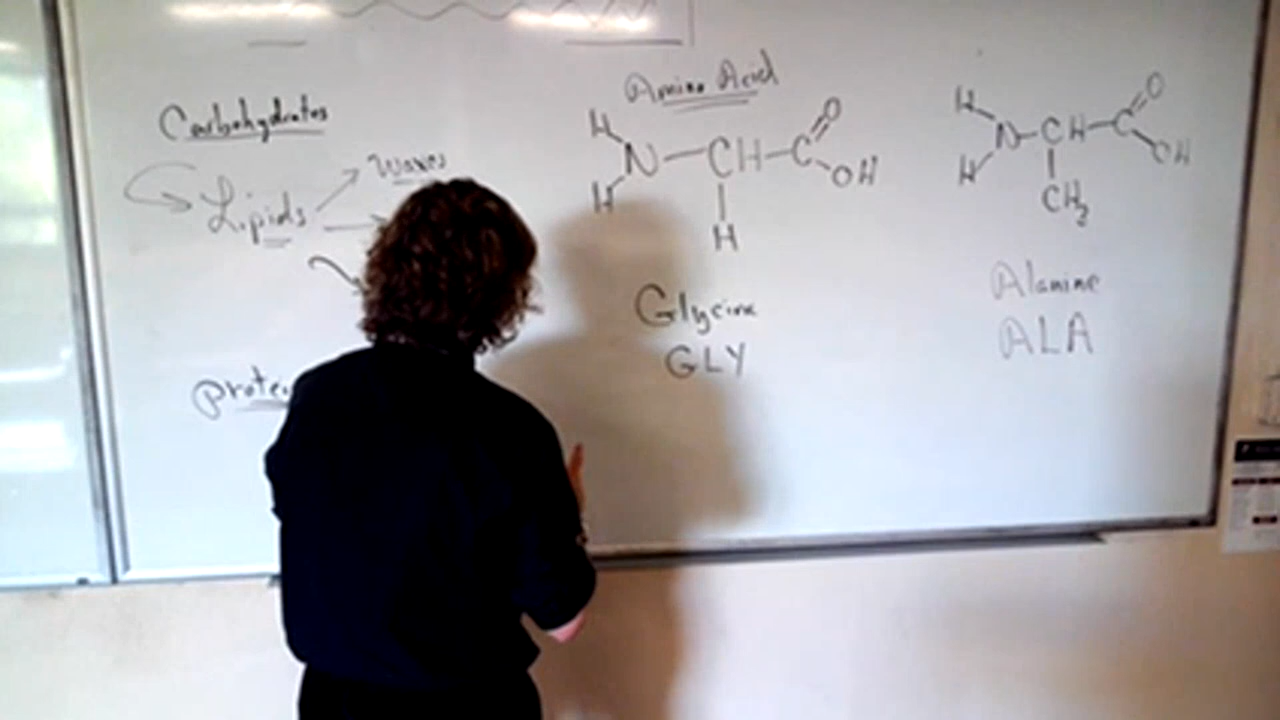 Carbohydrates
Lipids
Waxes
Amino Acid
H
N — CH — C
O
OH
H
H
Glycine
GLY
H
N — CH — C
O
OH
H
CH3
Alanine
ALA